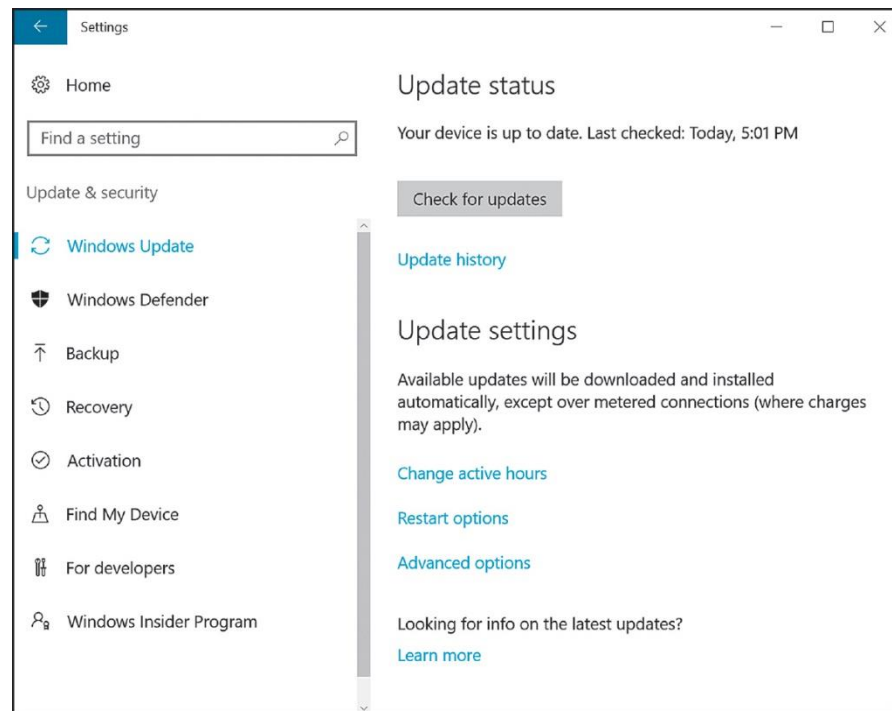 Settings
Home
Find a setting
Update & security
Windows Update
Windows Defender
Backup
Recovery
Activation
Find My Device
For developers
Windows Insider Program
Update status
Your device is up to date. Last checked: Today, 5:01 PM
Check for updates
Update history
Update settings
Available updates will be downloaded and installed
automatically, except over metered connections (where charges
may apply).
Change active hours
Restart options
Advanced options
Looking for info on the latest updates?
Learn more